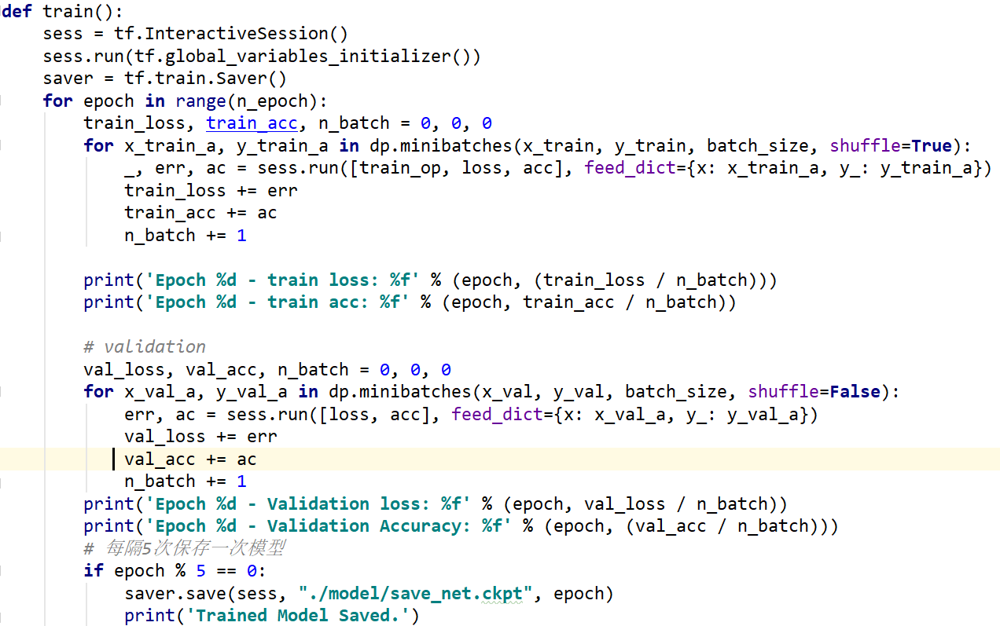 def train():
    sess = tf.InteractiveSession()
    sess.run(tf.global_variables_initializer())
    saver = tf.train.Saver()
    for epoch in range(n_epoch):
        train_loss, train_acc, n_batch = 0, 0, 0
        for x_train_a, y_train_a in dp.minibatches(x_train, y_train, batch_size, shuffle=True):
            _, err, ac = sess.run([train_op, loss, acc], feed_dict={x: x_train_a, y_: y_train_a})
            train_loss += err
            train_acc += ac
            n_batch += 1

        print('Epoch %d - train loss: %f' % (epoch, (train_loss / n_batch)))
        print('Epoch %d - train acc: %f' % (epoch, train_acc / n_batch))

        # validation
        val_loss, val_acc, n_batch = 0, 0, 0
        for x_val_a, y_val_a in dp.minibatches(x_val, y_val, batch_size, shuffle=False):
            err, ac = sess.run([loss, acc], feed_dict={x: x_val_a, y_: y_val_a})
            val_loss += err
            val_acc += ac
            n_batch += 1
        print('Epoch %d - Validation loss: %f' % (epoch, val_loss / n_batch))
        print('Epoch %d - Validation Accuracy: %f' % (epoch, (val_acc / n_batch)))
        # 每隔5次保存一次模型
        if epoch % 5 == 0:
            saver.save(sess, "./model/save_net.ckpt", epoch)
            print('Trained Model Saved.')